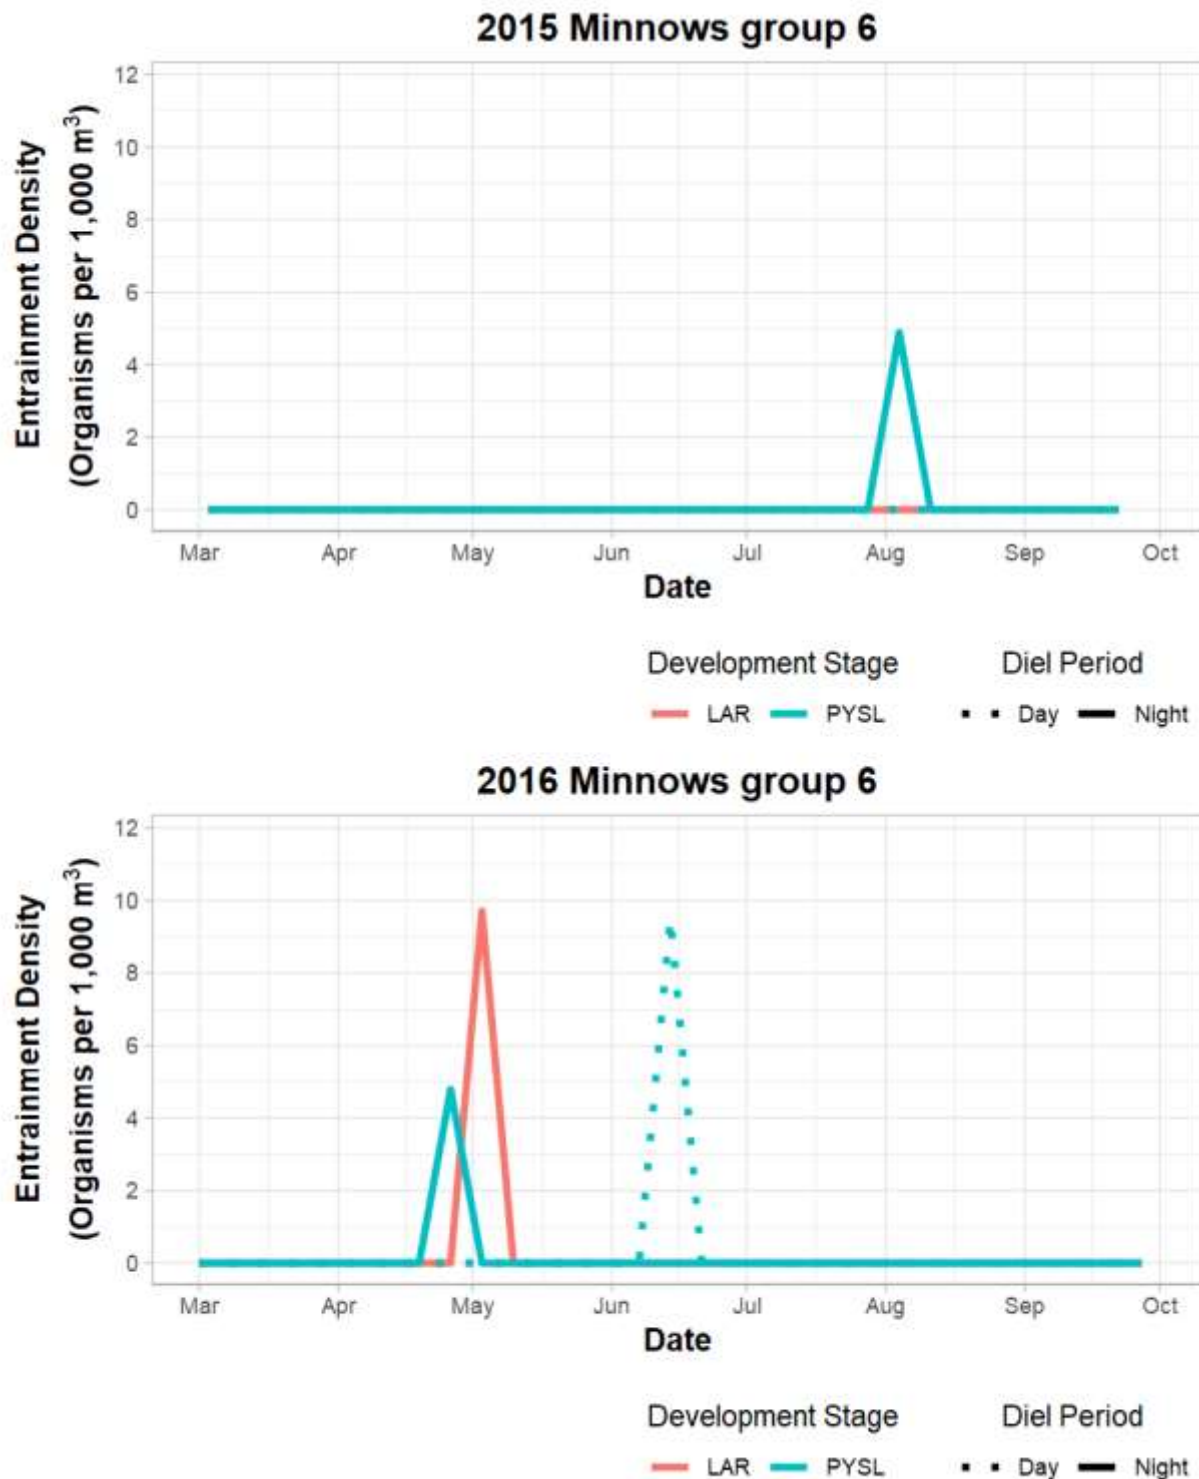 2015 Minnows group 6
Entrainment Density
(Organisms per 1,000 m³)
12
10
8
6
4
2
0
Mar Apr May Jun Jul Aug Sep Oct
Date
Development Stage Diel Period
LAR PYSL Day Night
2016 Minnows group 6
Entrainment Density
(Organisms per 1,000 m³)
12
10
8
6
4
2
0
Mar Apr May Jun Jul Aug Sep Oct
Date
Development Stage Diel Period
LAR PYSL Day Night